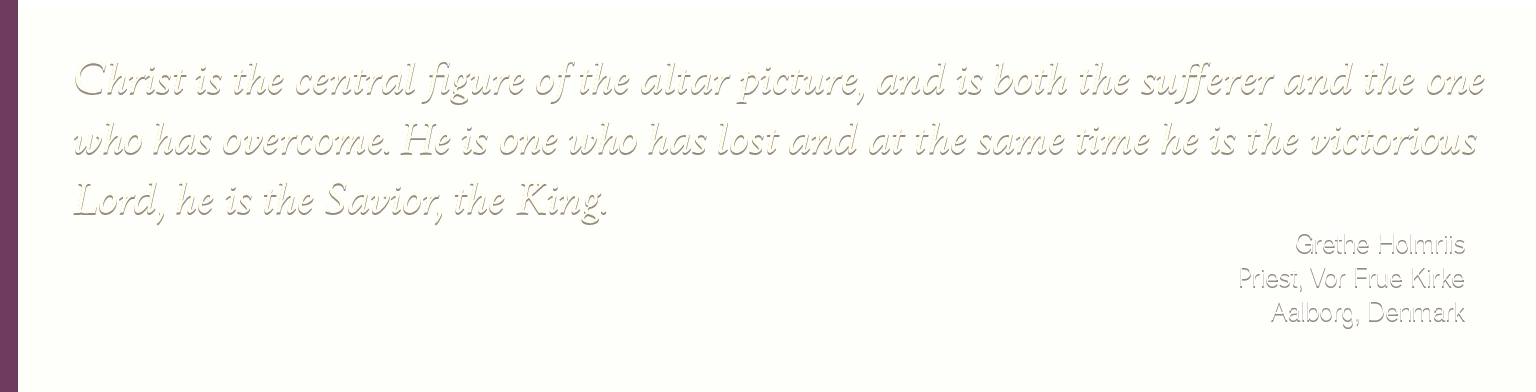 Christ is the central figure of the altar picture, and is both the sufferer and the one
who has overcome. He is one who has lost and at the same time he is the victorious
Lord, he is the Savior, the King.
Grethe Holmriis
Priest, Vor Frue Kirke
Aalborg, Denmark